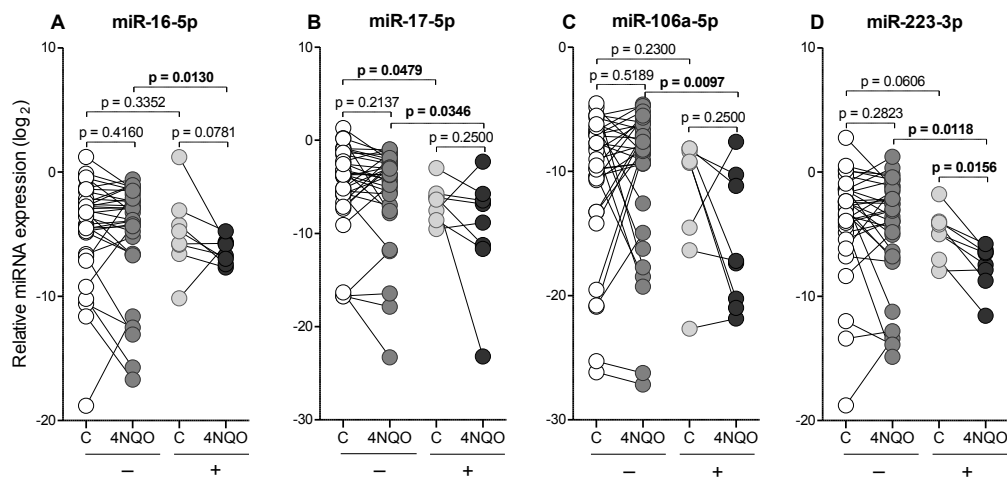 A
miR-16-5p
Relative miRNA expression (log2)
10
0
-10
-20
p = 0.0130
p = 0.3352
p = 0.4160
p = 0.0781
C
4NQO
C
4NQO
–
+
B
miR-17-5p
10
0
-10
-20
-30
p = 0.0479
p = 0.2137
p = 0.0346
p = 0.2500
C
4NQO
C
4NQO
–
+
C
miR-106a-5p
0
-10
-20
-30
p = 0.2300
p = 0.5189
p = 0.0097
p = 0.2500
C
4NQO
C
4NQO
–
+
D
miR-223-3p
10
0
-10
-20
p = 0.0606
p = 0.2823
p = 0.0118
p = 0.0156
C
4NQO
C
4NQO
–
+